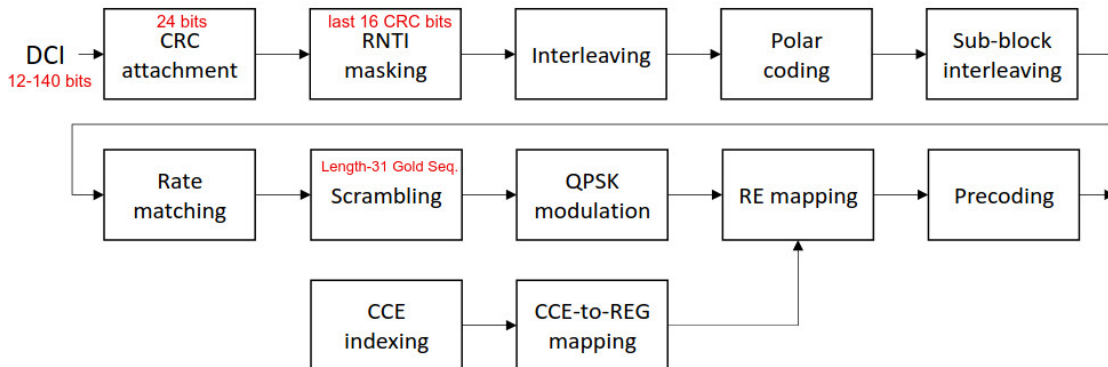 DCI
12-140 bits
24 bits
CRC
attachment
last 16 CRC bits
RNTI
masking
Interleaving
Polar
coding
Sub-block
interleaving
Rate
matching
Length-31 Gold Seq.
Scrambling
QPSK
modulation
RE mapping
Precoding
CCE
indexing
CCE-to-REG
mapping